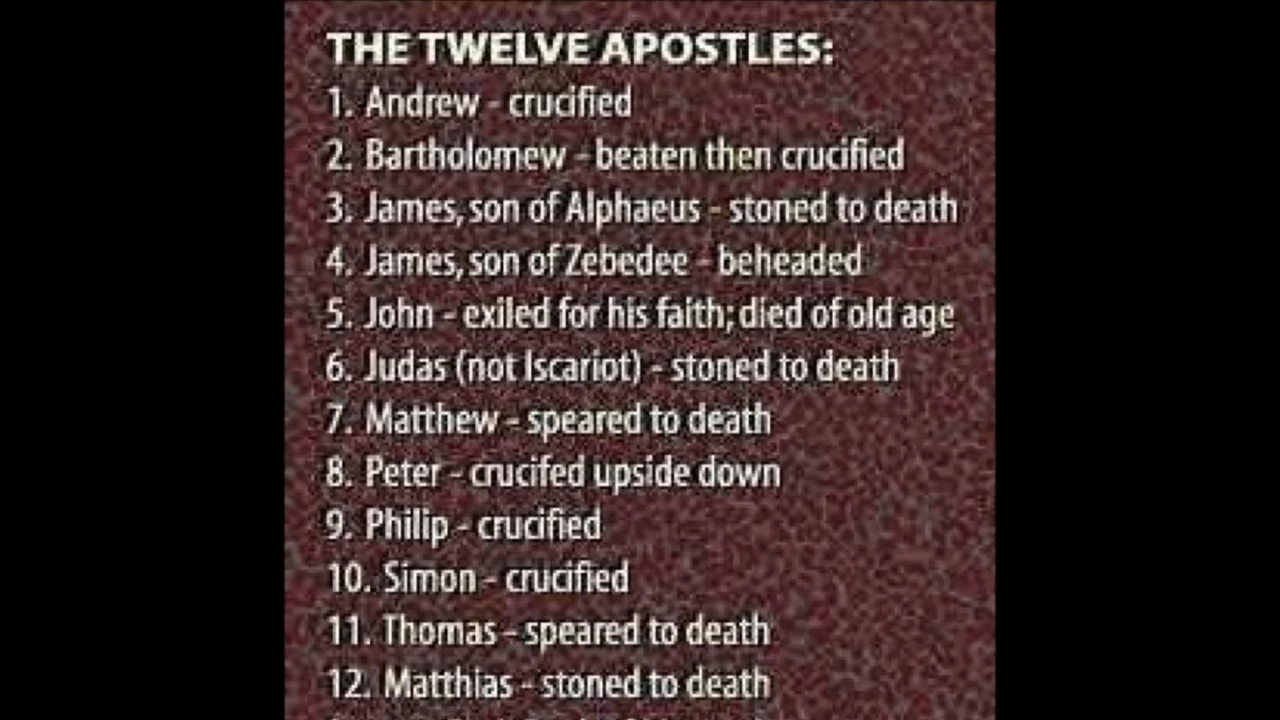 THE TWELVE APOSTLES:
1. Andrew - crucified
2. Bartholomew - beaten then crucified
3. James, son of Alphaeus - stoned to death
4. James, son of Zebedee - beheaded
5. John - exiled for his faith; died of old age
6. Judas (not Iscariot) - stoned to death
7. Matthew - speared to death
8. Peter - crucifed upside down
9. Philip - crucified
10. Simon - crucified
11. Thomas - speared to death
12. Matthias - stoned to death